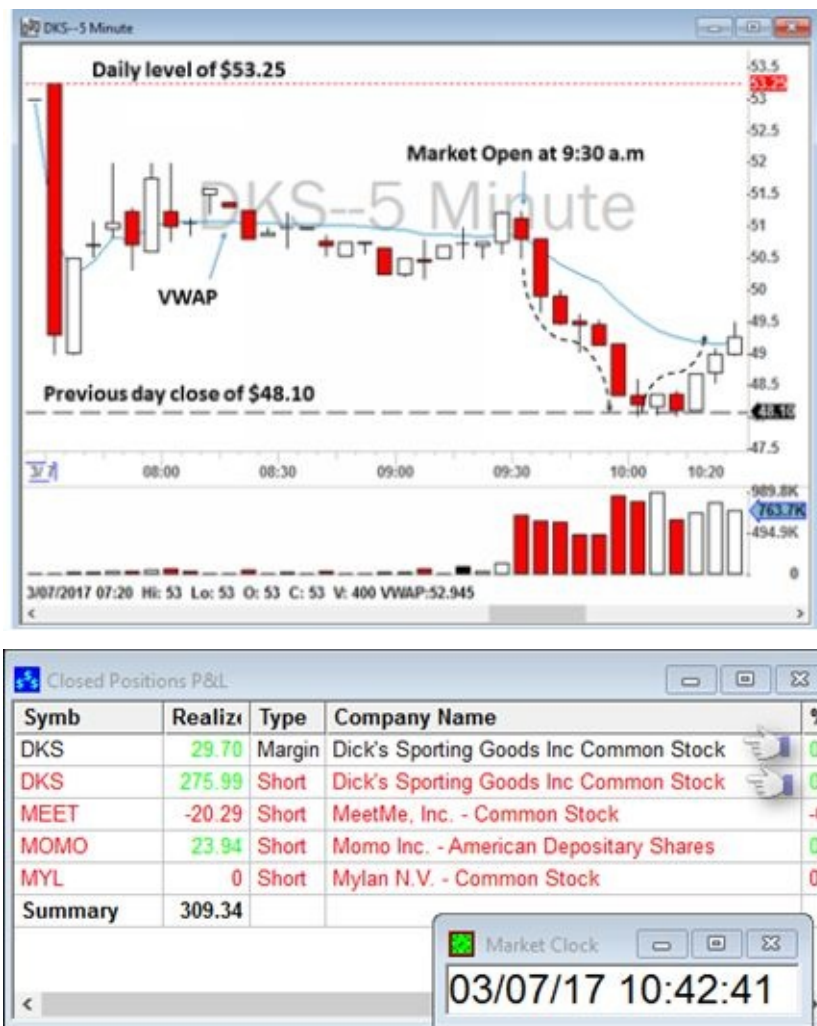 DKS--5 Minute
Daily level of $53.25
53.5
53.25
53
52.5
Market Open at 9:30 a.m
52
DKS--5 Minute
51.5
51
50.5
VWAP
50
49.5
49
Previous day close of $48.10
48.5
48.10
47.5
3/7
08:00 08:30 09:00 09:30 10:00 10:20
989.8K
763.7K
494.9K
0
3/07/2017 07:20 Hi: 53 Lo: 53 O: 53 C: 53 V: 400 VWAP:52.945
Closed Positions P&L
Symb Realize Type Company Name %
DKS 29.70 Margin Dick's Sporting Goods Inc Common Stock 0
DKS 275.99 Short Dick's Sporting Goods Inc Common Stock 0
MEET -20.29 Short MeetMe, Inc. - Common Stock
MOMO 23.94 Short Momo Inc. - American Depositary Shares 0
MYL 0 Short Mylan N.V. - Common Stock 0
Summary 309.34
Market Clock
03/07/17 10:42:41